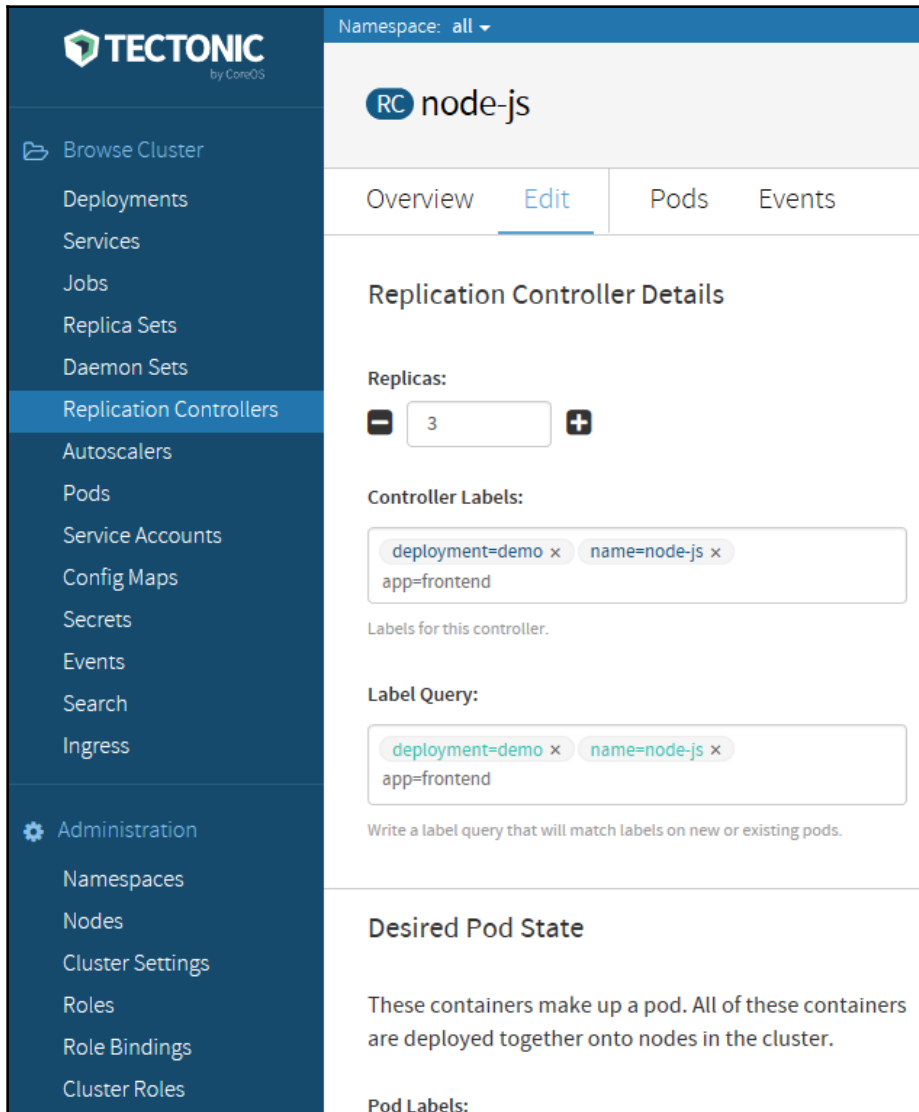 TECTONIC
by CoreOS
Browse Cluster
Deployments
Services
Jobs
Replica Sets
Daemon Sets
Replication Controllers
Autoscalers
Pods
Service Accounts
Config Maps
Secrets
Events
Search
Ingress
Administration
Namespaces
Nodes
Cluster Settings
Roles
Role Bindings
Cluster Roles
Namespace: all
RC node-js
Overview Edit Pods Events
Replication Controller Details
Replicas:
3
Controller Labels:
deployment=demo × name=node-js ×
app=frontend
Labels for this controller.
Label Query:
deployment=demo × name=node-js ×
app=frontend
Write a label query that will match labels on new or existing pods.
Desired Pod State
These containers make up a pod. All of these containers
are deployed together onto nodes in the cluster.
Pod Labels: